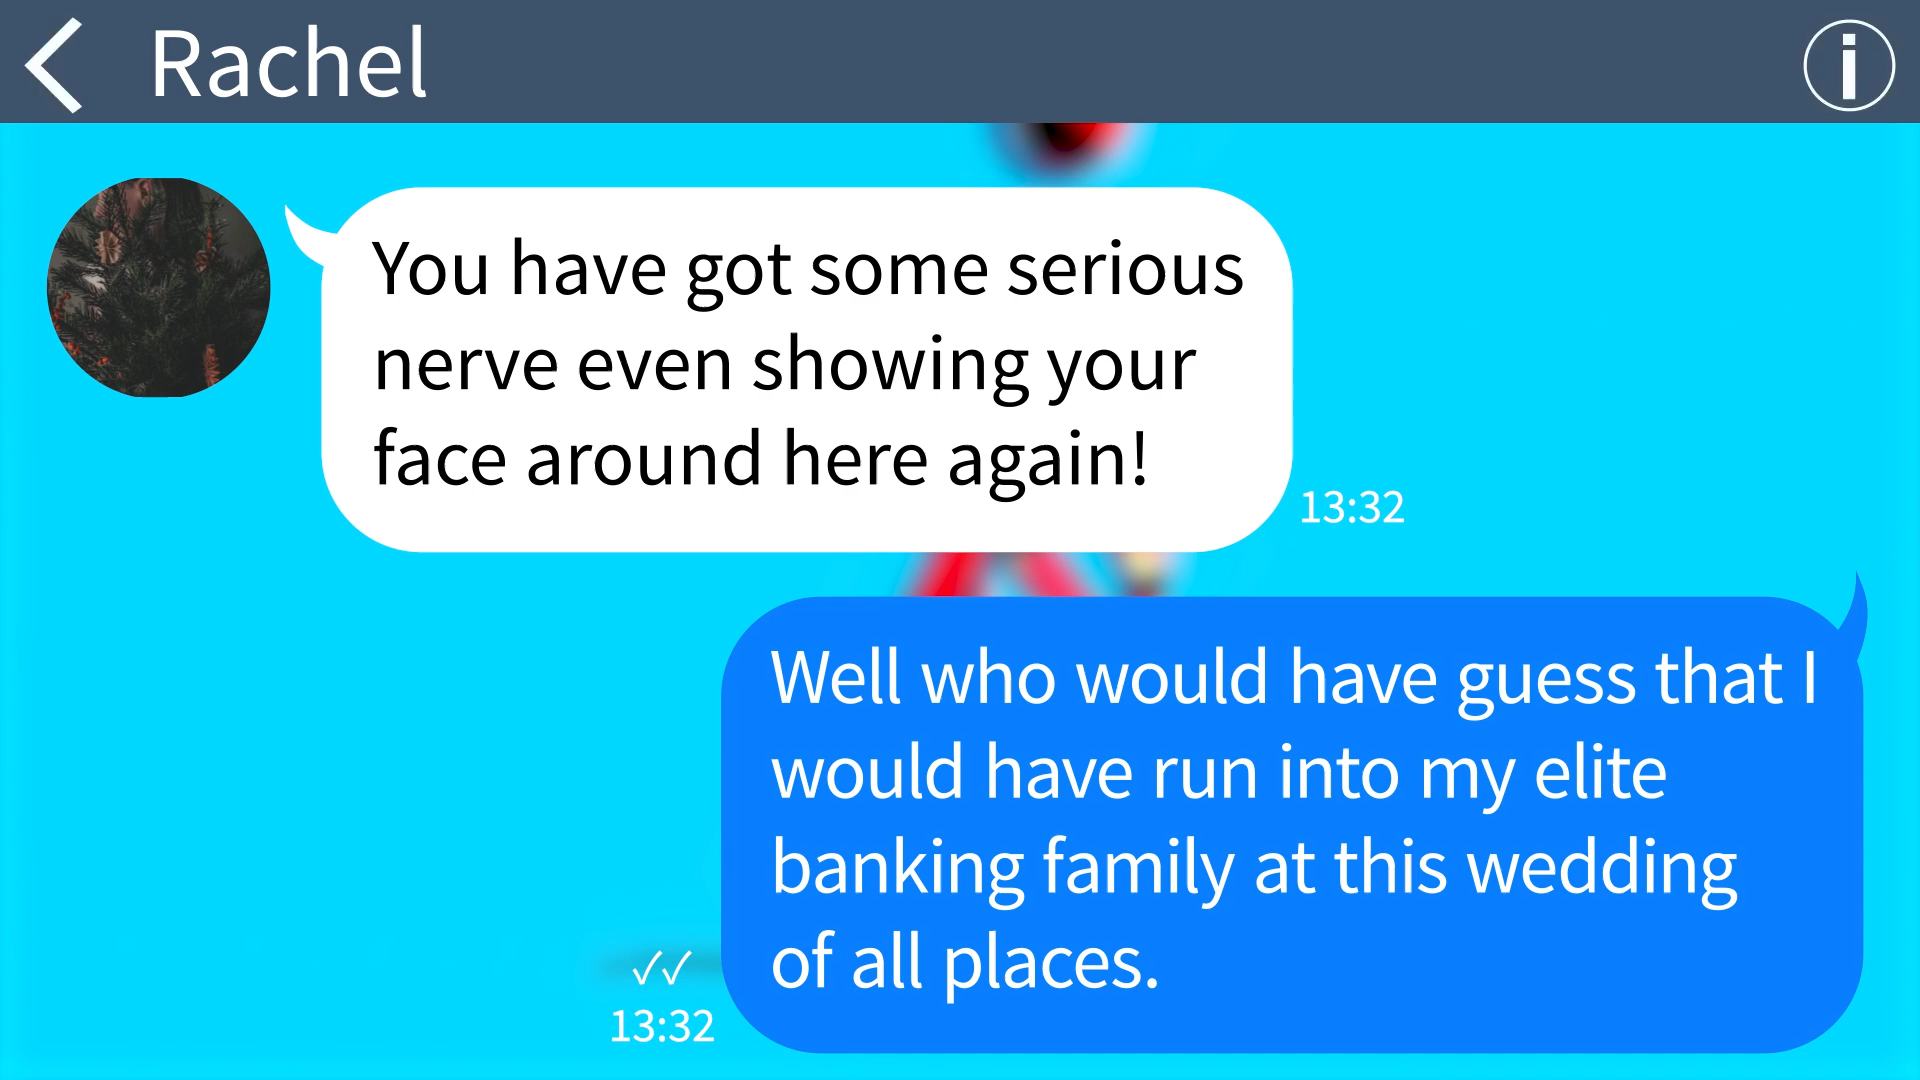 Rachel
You have got some serious
nerve even showing your
face around here again!
13:32
Well who would have guess that I
would have run into my elite
banking family at this wedding
of all places.
13:32